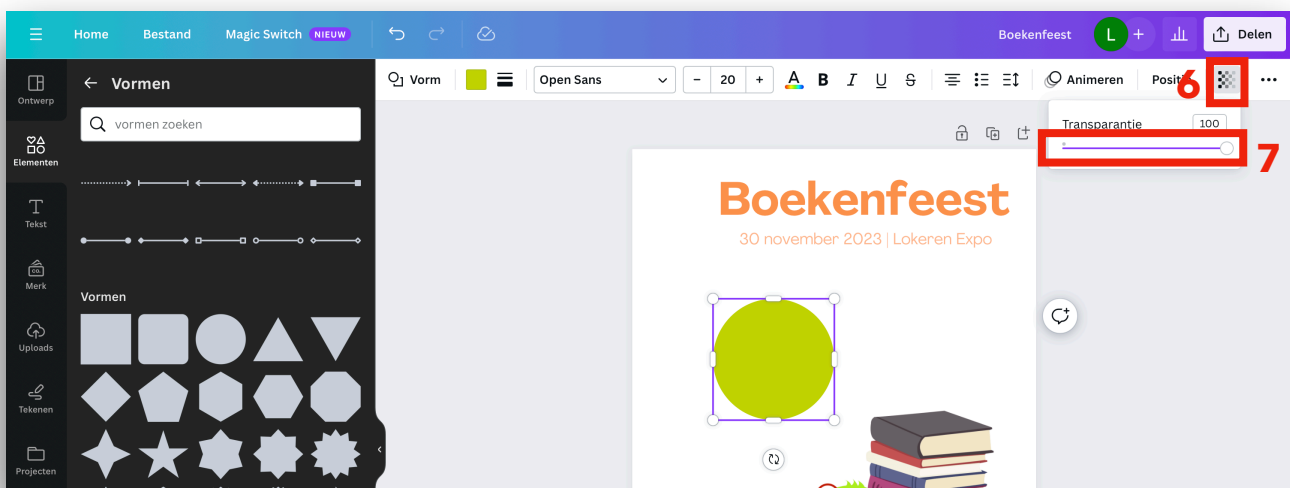 Home Bestand Magic Switch NIEUW Boekenfeest L + Delen
Ontwerp
Elementen
Tekst
CO.
Merk
Uploads
Tekenen
Projecten
Vormen
vormen zoeken
Vormen
Vorm Open Sans - 20 + A B I U S Animeren
6
Transparantie 100
7
Boekenfeest
30 november 2023 | Lokeren Expo